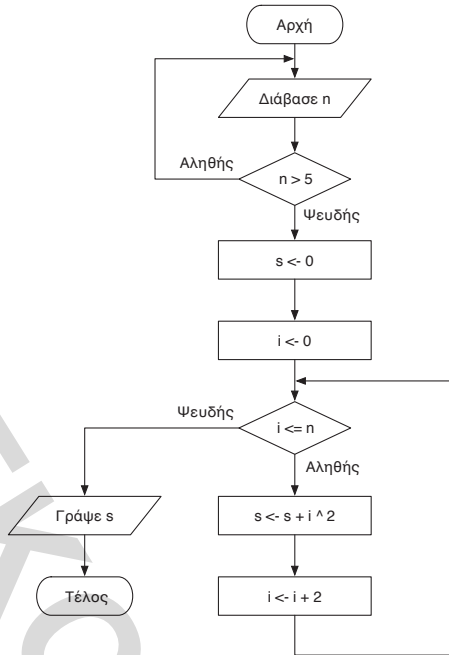 Αρχή
Διάβασε n
Αληθής
n > 5
Ψευδής
s <- 0
i <- 0
Ψευδής
i <= n
Αληθής
Γράψε s
s <- s + i ^ 2
Τέλος
i <- i + 2